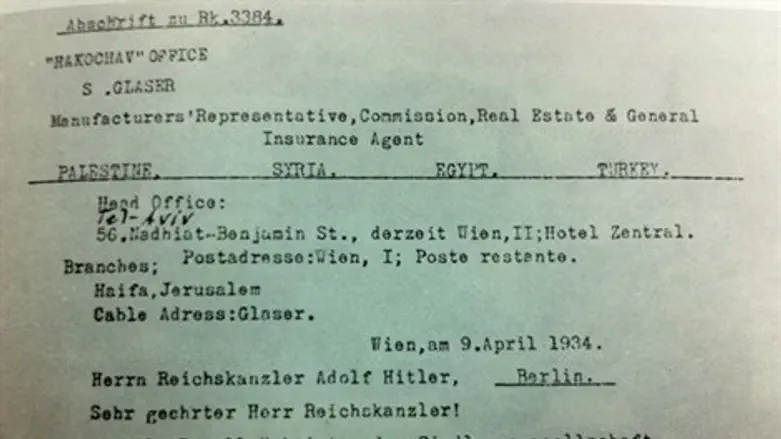 Abschrift zu Rk.3384.
"HAKOCHAV" OFFICE
S .GLASER
Manufacturers'Representative,Commission,Real Estate & General
Insurance Agent
PALESTINE. SYRIA. EGYPT. TURKEY.
Head Office:
Tel-Aviv
56.Nadhlat-Benjamin St., derzeit Wien,II;Hotel Zentral.
Branches; Postadresse:Wien, I; Poste restante.
Haifa,Jerusalem
Cable Adress:Glaser.
Wien,am 9.April 1934.
Herrn Reichskanzler Adolf Hitler, Berlin.
Sehr geehrter Herr Reichskanzler!